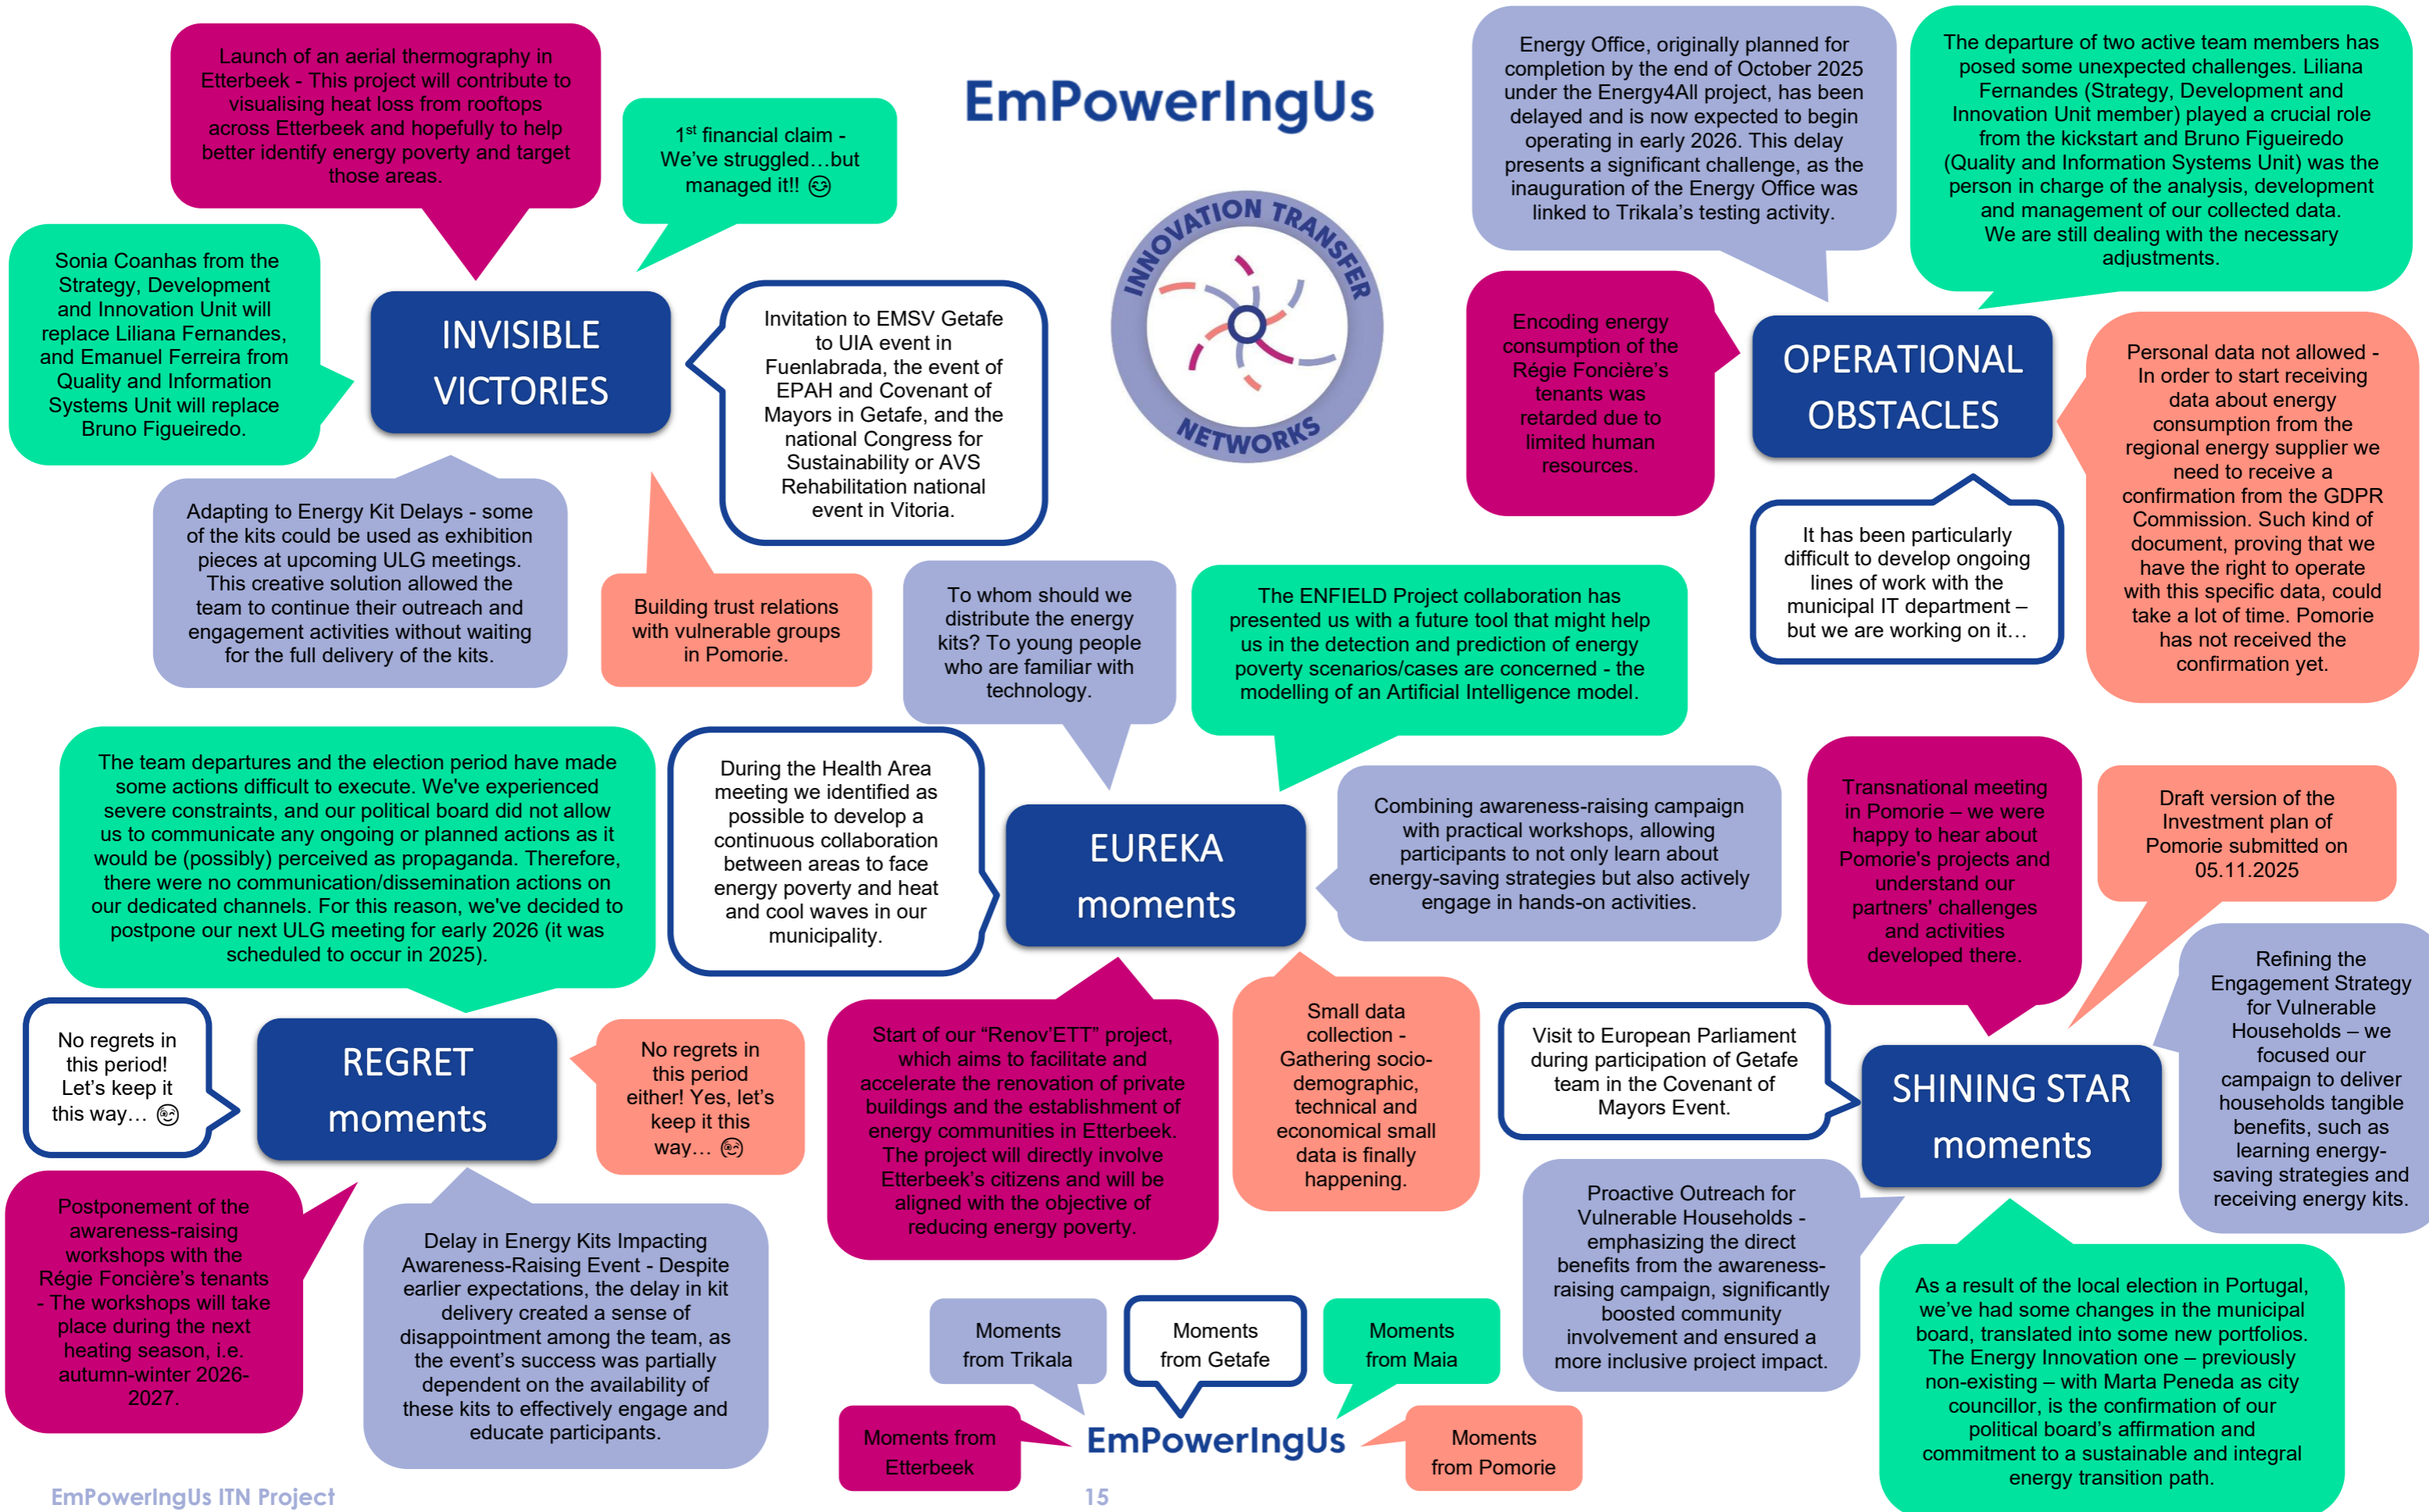 Launch of an aerial thermography in
Etterbeek - This project will contribute to
visualising heat loss from rooftops
across Etterbeek and hopefully to help
better identify energy poverty and target
those areas.
1st financial claim -
We've struggled…but
managed it!! 😊
EmPowerIngUs
INNOVATION TRANSFER
NETWORKS
Energy Office, originally planned for
completion by the end of October 2025
under the Energy4All project, has been
delayed and is now expected to begin
operating in early 2026. This delay
presents a significant challenge, as the
inauguration of the Energy Office was
linked to Trikala's testing activity.
The departure of two active team members has
posed some unexpected challenges. Liliana
Fernandes (Strategy, Development and
Innovation Unit member) played a crucial role
from the kickstart and Bruno Figueiredo
(Quality and Information Systems Unit) was the
person in charge of the analysis, development
and management of our collected data.
We are still dealing with the necessary
adjustments.
Sonia Coanhas from the
Strategy, Development
and Innovation Unit will
replace Liliana Fernandes,
and Emanuel Ferreira from
Quality and Information
Systems Unit will replace
Bruno Figueiredo.
INVISIBLE
VICTORIES
Invitation to EMSV Getafe
to UIA event in
Fuenlabrada, the event of
EPAH and Covenant of
Mayors in Getafe, and the
national Congress for
Sustainability or AVS
Rehabilitation national
event in Vitoria.
Encoding energy
consumption of the
Régie Foncière's
tenants was
retarded due to
limited human
resources.
OPERATIONAL
OBSTACLES
Personal data not allowed -
In order to start receiving
data about energy
consumption from the
regional energy supplier we
need to receive a
confirmation from the GDPR
Commission. Such kind of
document, proving that we
have the right to operate
with this specific data, could
take a lot of time. Pomorie
has not received the
confirmation yet.
Adapting to Energy Kit Delays - some
of the kits could be used as exhibition
pieces at upcoming ULG meetings.
This creative solution allowed the
team to continue their outreach and
engagement activities without waiting
for the full delivery of the kits.
Building trust relations
with vulnerable groups
in Pomorie.
It has been particularly
difficult to develop ongoing
lines of work with the
municipal IT department –
but we are working on it…
To whom should we
distribute the energy
kits? To young people
who are familiar with
technology.
The ENFIELD Project collaboration has
presented us with a future tool that might help
us in the detection and prediction of energy
poverty scenarios/cases are concerned - the
modelling of an Artificial Intelligence model.
The team departures and the election period have made
some actions difficult to execute. We've experienced
severe constraints, and our political board did not allow
us to communicate any ongoing or planned actions as it
would be (possibly) perceived as propaganda. Therefore,
there were no communication/dissemination actions on
our dedicated channels. For this reason, we've decided to
postpone our next ULG meeting for early 2026 (it was
scheduled to occur in 2025).
During the Health Area
meeting we identified as
possible to develop a
continuous collaboration
between areas to face
energy poverty and heat
and cool waves in our
municipality.
EUREKA
moments
Combining awareness-raising campaign
with practical workshops, allowing
participants to not only learn about
energy-saving strategies but also actively
engage in hands-on activities.
Transnational meeting
in Pomorie – we were
happy to hear about
Pomorie's projects and
understand our
partners' challenges
and activities
developed there.
Draft version of the
Investment plan of
Pomorie submitted on
05.11.2025
No regrets in
this period!
Let's keep it
this way… 😉
REGRET
moments
No regrets in
this period
either! Yes, let's
keep it this
way… 😉
Start of our “Renov'ETT” project,
which aims to facilitate and
accelerate the renovation of private
buildings and the establishment of
energy communities in Etterbeek.
The project will directly involve
Etterbeek's citizens and will be
aligned with the objective of
reducing energy poverty.
Small data
collection -
Gathering socio-
demographic,
technical and
economical small
data is finally
happening.
Visit to European Parliament
during participation of Getafe
team in the Covenant of
Mayors Event.
SHINING STAR
moments
Refining the
Engagement Strategy
for Vulnerable
Households – we
focused our
campaign to deliver
households tangible
benefits, such as
learning energy-
saving strategies and
receiving energy kits.
Postponement of the
awareness-raising
workshops with the
Régie Foncière's tenants
- The workshops will take
place during the next
heating season, i.e.
autumn-winter 2026-
2027.
Delay in Energy Kits Impacting
Awareness-Raising Event - Despite
earlier expectations, the delay in kit
delivery created a sense of
disappointment among the team, as
the event's success was partially
dependent on the availability of
these kits to effectively engage and
educate participants.
Proactive Outreach for
Vulnerable Households -
emphasizing the direct
benefits from the awareness-
raising campaign, significantly
boosted community
involvement and ensured a
more inclusive project impact.
As a result of the local election in Portugal,
we've had some changes in the municipal
board, translated into some new portfolios.
The Energy Innovation one – previously
non-existing – with Marta Peneda as city
councillor, is the confirmation of our
political board's affirmation and
commitment to a sustainable and integral
energy transition path.
Moments
from Trikala
Moments
from Getafe
Moments
from Maia
Moments from
Etterbeek
EmPowerIngUs
Moments
from Pomorie
EmPowerIngUs ITN Project
15